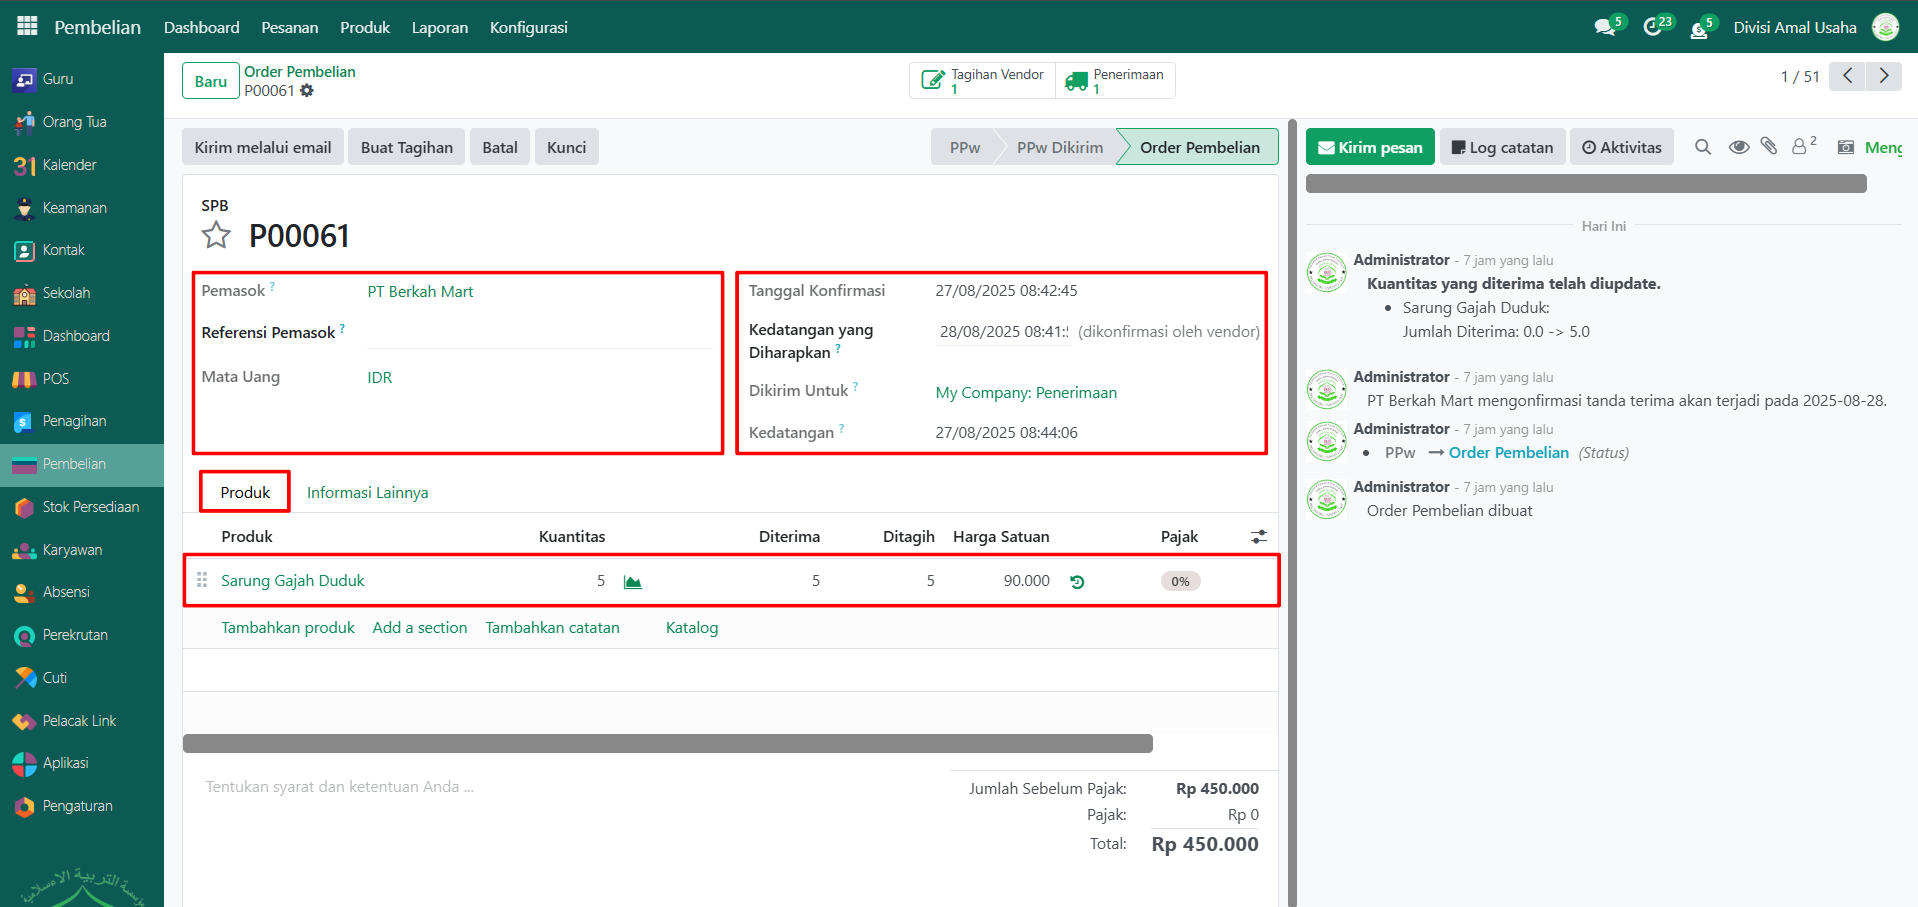 Pembelian Dashboard Pesanan Produk Laporan Konfigurasi 5 23 5 Divisi Amal Usaha
Guru
Orang Tua
31 Kalender
Keamanan
Kontak
Sekolah
Dashboard
POS
Penagihan
Pembelian
Stok Persediaan
Karyawan
Absensi
Perekrutan
Cuti
Pelacak Link
Aplikasi
Pengaturan
Baru
Order Pembelian
P00061
Tagihan Vendor
1
Penerimaan
1
1 / 51
Kirim melalui email Buat Tagihan Batal Kunci
PPw PPw Dikirim Order Pembelian
SPB
P00061
Pemasok ? PT Berkah Mart
Referensi Pemasok ?
Mata Uang IDR
Tanggal Konfirmasi 27/08/2025 08:42:45
Kedatangan yang
Diharapkan ? 28/08/2025 08:41: (dikonfirmasi oleh vendor)
Dikirim Untuk ? My Company: Penerimaan
Kedatangan ? 27/08/2025 08:44:06
Produk Informasi Lainnya
Produk Kuantitas Diterima Ditagih Harga Satuan Pajak
Sarung Gajah Duduk 5 5 5 90.000 0%
Tambahkan produk Add a section Tambahkan catatan Katalog
Tentukan syarat dan ketentuan Anda ...
Jumlah Sebelum Pajak: Rp 450.000
Pajak: Rp 0
Total: Rp 450.000
Kirim pesan Log catatan Aktivitas 2 Meng
Hari Ini
Administrator - 7 jam yang lalu
Kuantitas yang diterima telah diupdate.
• Sarung Gajah Duduk:
Jumlah Diterima: 0.0 -> 5.0
Administrator - 7 jam yang lalu
PT Berkah Mart mengonfirmasi tanda terima akan terjadi pada 2025-08-28.
Administrator - 7 jam yang lalu
• PPw → Order Pembelian (Status)
Administrator - 7 jam yang lalu
Order Pembelian dibuat
مؤسسة التربية الإسلامية